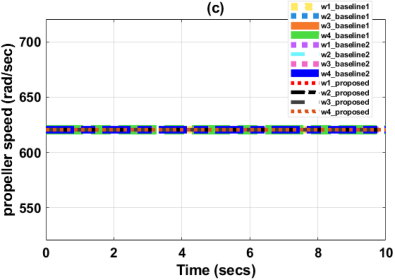 (c)
w1_baseline1
w2_baseline1
w3_baseline1
w4_baseline1
w1_baseline2
w2_baseline2
w3_baseline2
w4_baseline2
w1_proposed
w2_proposed
w3_proposed
w4_proposed
propeller speed (rad/sec)
700
650
600
550
0 2 4 6 8 10
Time (secs)